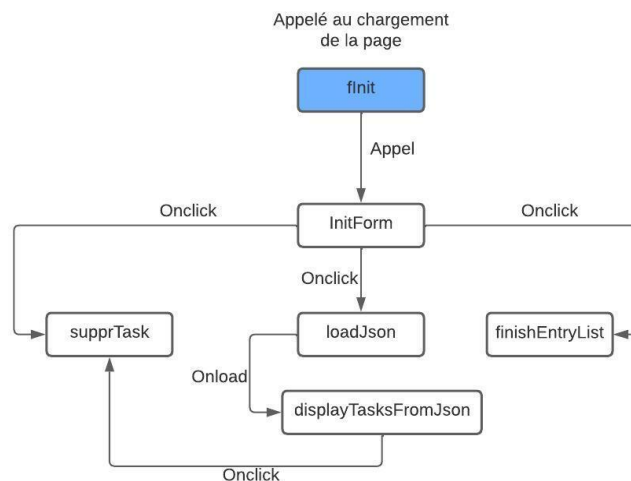 Appelé au chargement
de la page
fInit
Appel
Onclick
InitForm
Onclick
Onclick
supprTask
loadJson
finishEntryList
Onload
displayTasksFromJson
Onclick